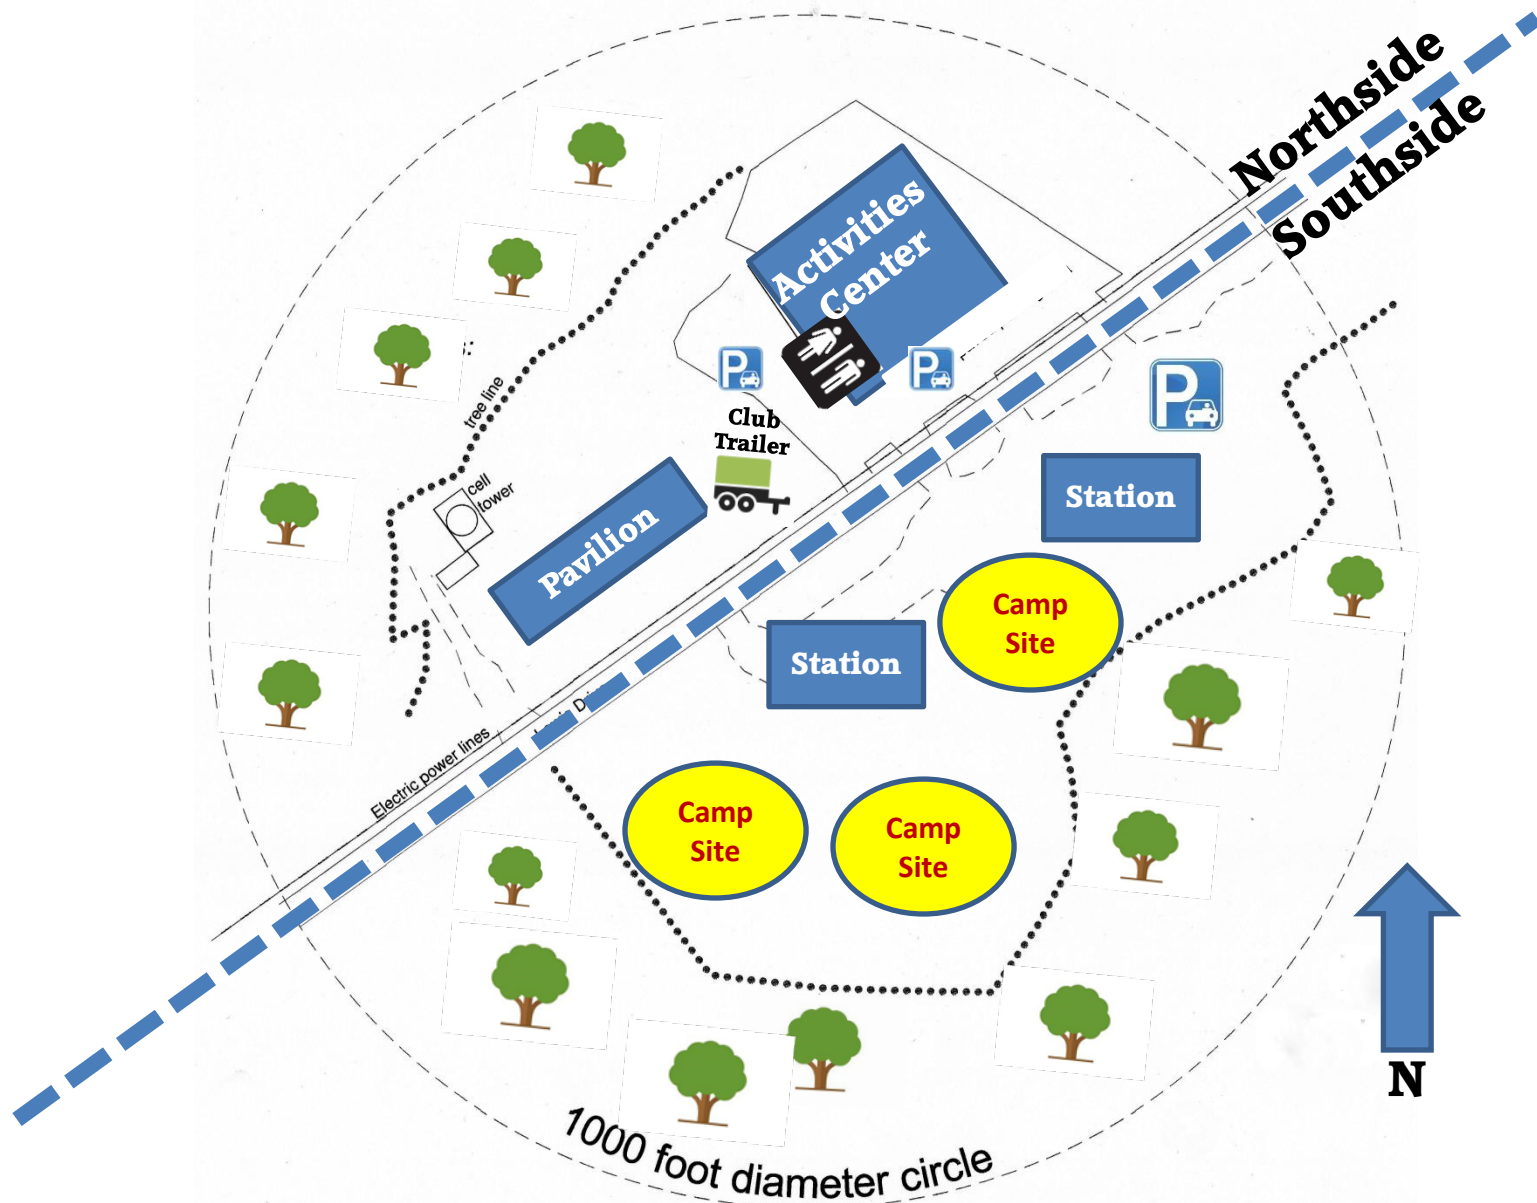 Northside
Southside
Activities
Center
P
P
P
Club
Trailer
tree line
cell
tower
Station
Pavilion
Camp
Site
Station
Electric power lines
Camp
Site
Camp
Site
N
1000 foot diameter circle